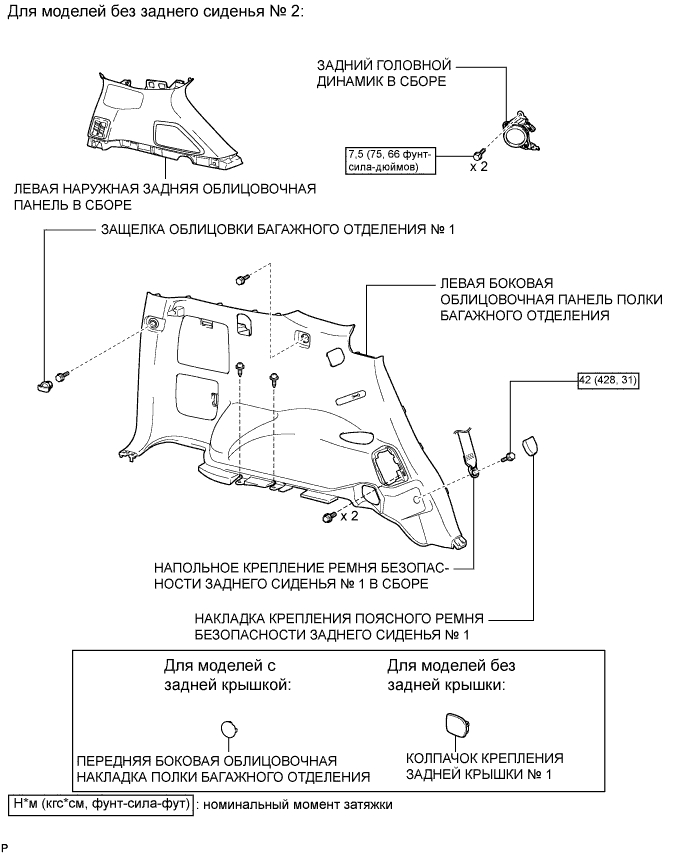 Для моделей без заднего сиденья № 2:
ЗАДНИЙ ГОЛОВНОЙ
ДИНАМИК В СБОРЕ
7,5 (75, 66 фунт-
сила-дюймов)
x 2
ЛЕВАЯ НАРУЖНАЯ ЗАДНЯЯ ОБЛИЦОВОЧНАЯ
ПАНЕЛЬ В СБОРЕ
ЗАЩЕЛКА ОБЛИЦОВКИ БАГАЖНОГО ОТДЕЛЕНИЯ № 1
ЛЕВАЯ БОКОВАЯ
ОБЛИЦОВОЧНАЯ ПАНЕЛЬ ПОЛКИ
БАГАЖНОГО ОТДЕЛЕНИЯ
42 (428, 31)
x 2
НАПОЛЬНОЕ КРЕПЛЕНИЕ РЕМНЯ БЕЗОПАС-
НОСТИ ЗАДНЕГО СИДЕНЬЯ № 1 В СБОРЕ
НАКЛАДКА КРЕПЛЕНИЯ ПОЯСНОГО РЕМНЯ
БЕЗОПАСНОСТИ ЗАДНЕГО СИДЕНЬЯ № 1
Для моделей с
задней крышкой:
Для моделей без
задней крышки:
ПЕРЕДНЯЯ БОКОВАЯ ОБЛИЦОВОЧНАЯ
НАКЛАДКА ПОЛКИ БАГАЖНОГО ОТДЕЛЕНИЯ
КОЛПАЧОК КРЕПЛЕНИЯ
ЗАДНЕЙ КРЫШКИ № 1
Н*м (кгс*см, фунт-сила-фут) : номинальный момент затяжки
P